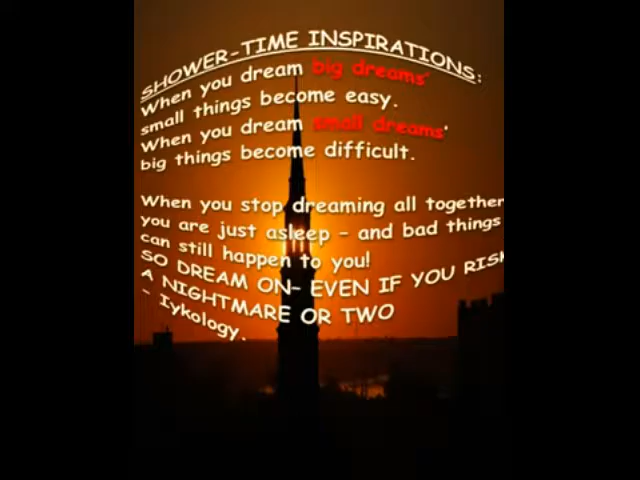 SHOWER-TIME INSPIRATIONS:
When you dream big dreams'
small things become easy.
When you dream small dreams'
big things become difficult.
When you stop dreaming all together
you are just asleep - and bad things
can still happen to you!
SO DREAM ON- EVEN IF YOU RISK
A NIGHTMARE OR TWO
- Iykology.